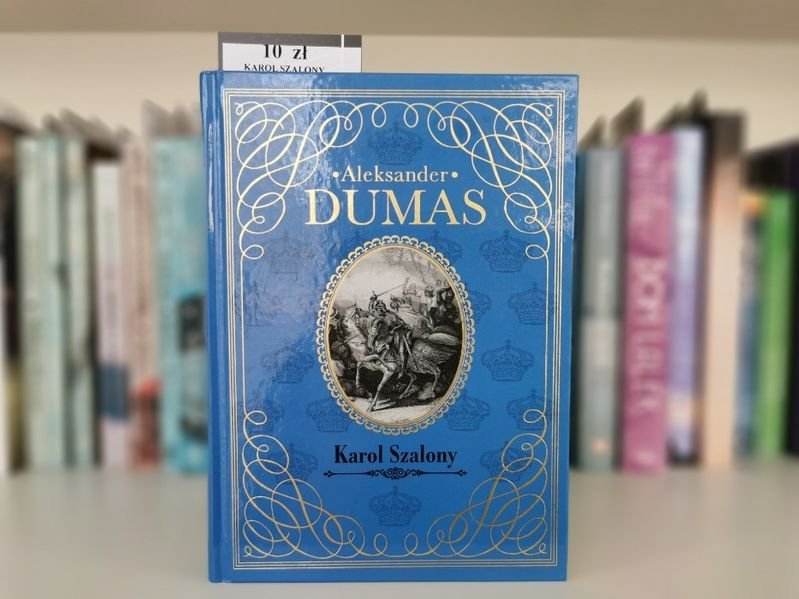 10 zł
KAROL SZALONY
•Aleksander•
DUMAS
Karol Szalony